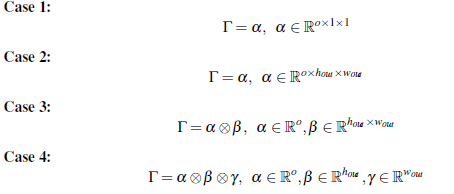 Case 1:
Γ = α, α ∈ ℝ^{o×1×1}
Case 2:
Γ = α, α ∈ ℝ^{o×h_{out}×w_{out}}
Case 3:
Γ = α ⊗ β, α ∈ ℝ^o, β ∈ ℝ^{h_{out}×w_{out}}
Case 4:
Γ = α ⊗ β ⊗ γ, α ∈ ℝ^o, β ∈ ℝ^{h_{out}}, γ ∈ ℝ^{w_{out}}